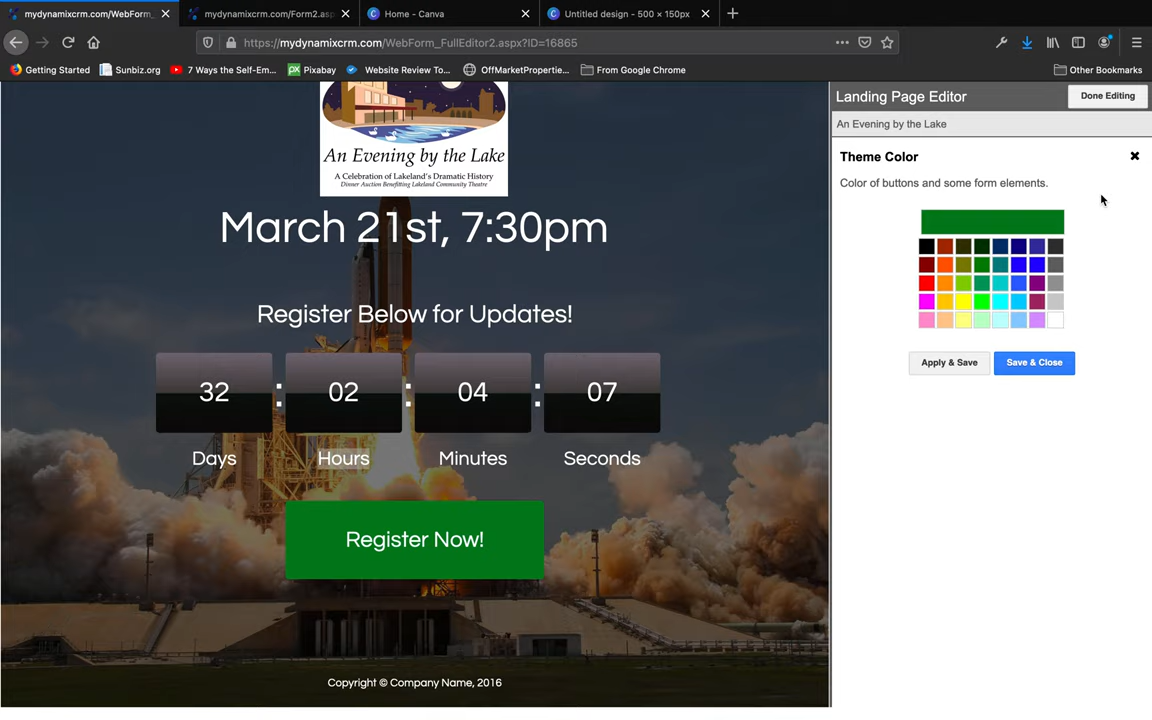 mydynamixcrm.com/WebForm_
mydynamixcrm.com/Form2.asp
Home - Canva
Untitled design - 500 × 150px
https://mydynamixcrm.com/WebForm_FullEditor2.aspx?ID=16865
Getting Started
Sunbiz.org
7 Ways the Self-Em...
Pixabay
Website Review To...
OffMarketPropertie...
From Google Chrome
Other Bookmarks
An Evening by the Lake
A Celebration of Lakeland's Dramatic History
Dinner Auction Benefitting Lakeland Community Theatre
March 21st, 7:30pm
Register Below for Updates!
32 : 02 : 04 : 07
Days Hours Minutes Seconds
Register Now!
Copyright © Company Name, 2016
Landing Page Editor
Done Editing
An Evening by the Lake
Theme Color
Color of buttons and some form elements.
Apply & Save
Save & Close